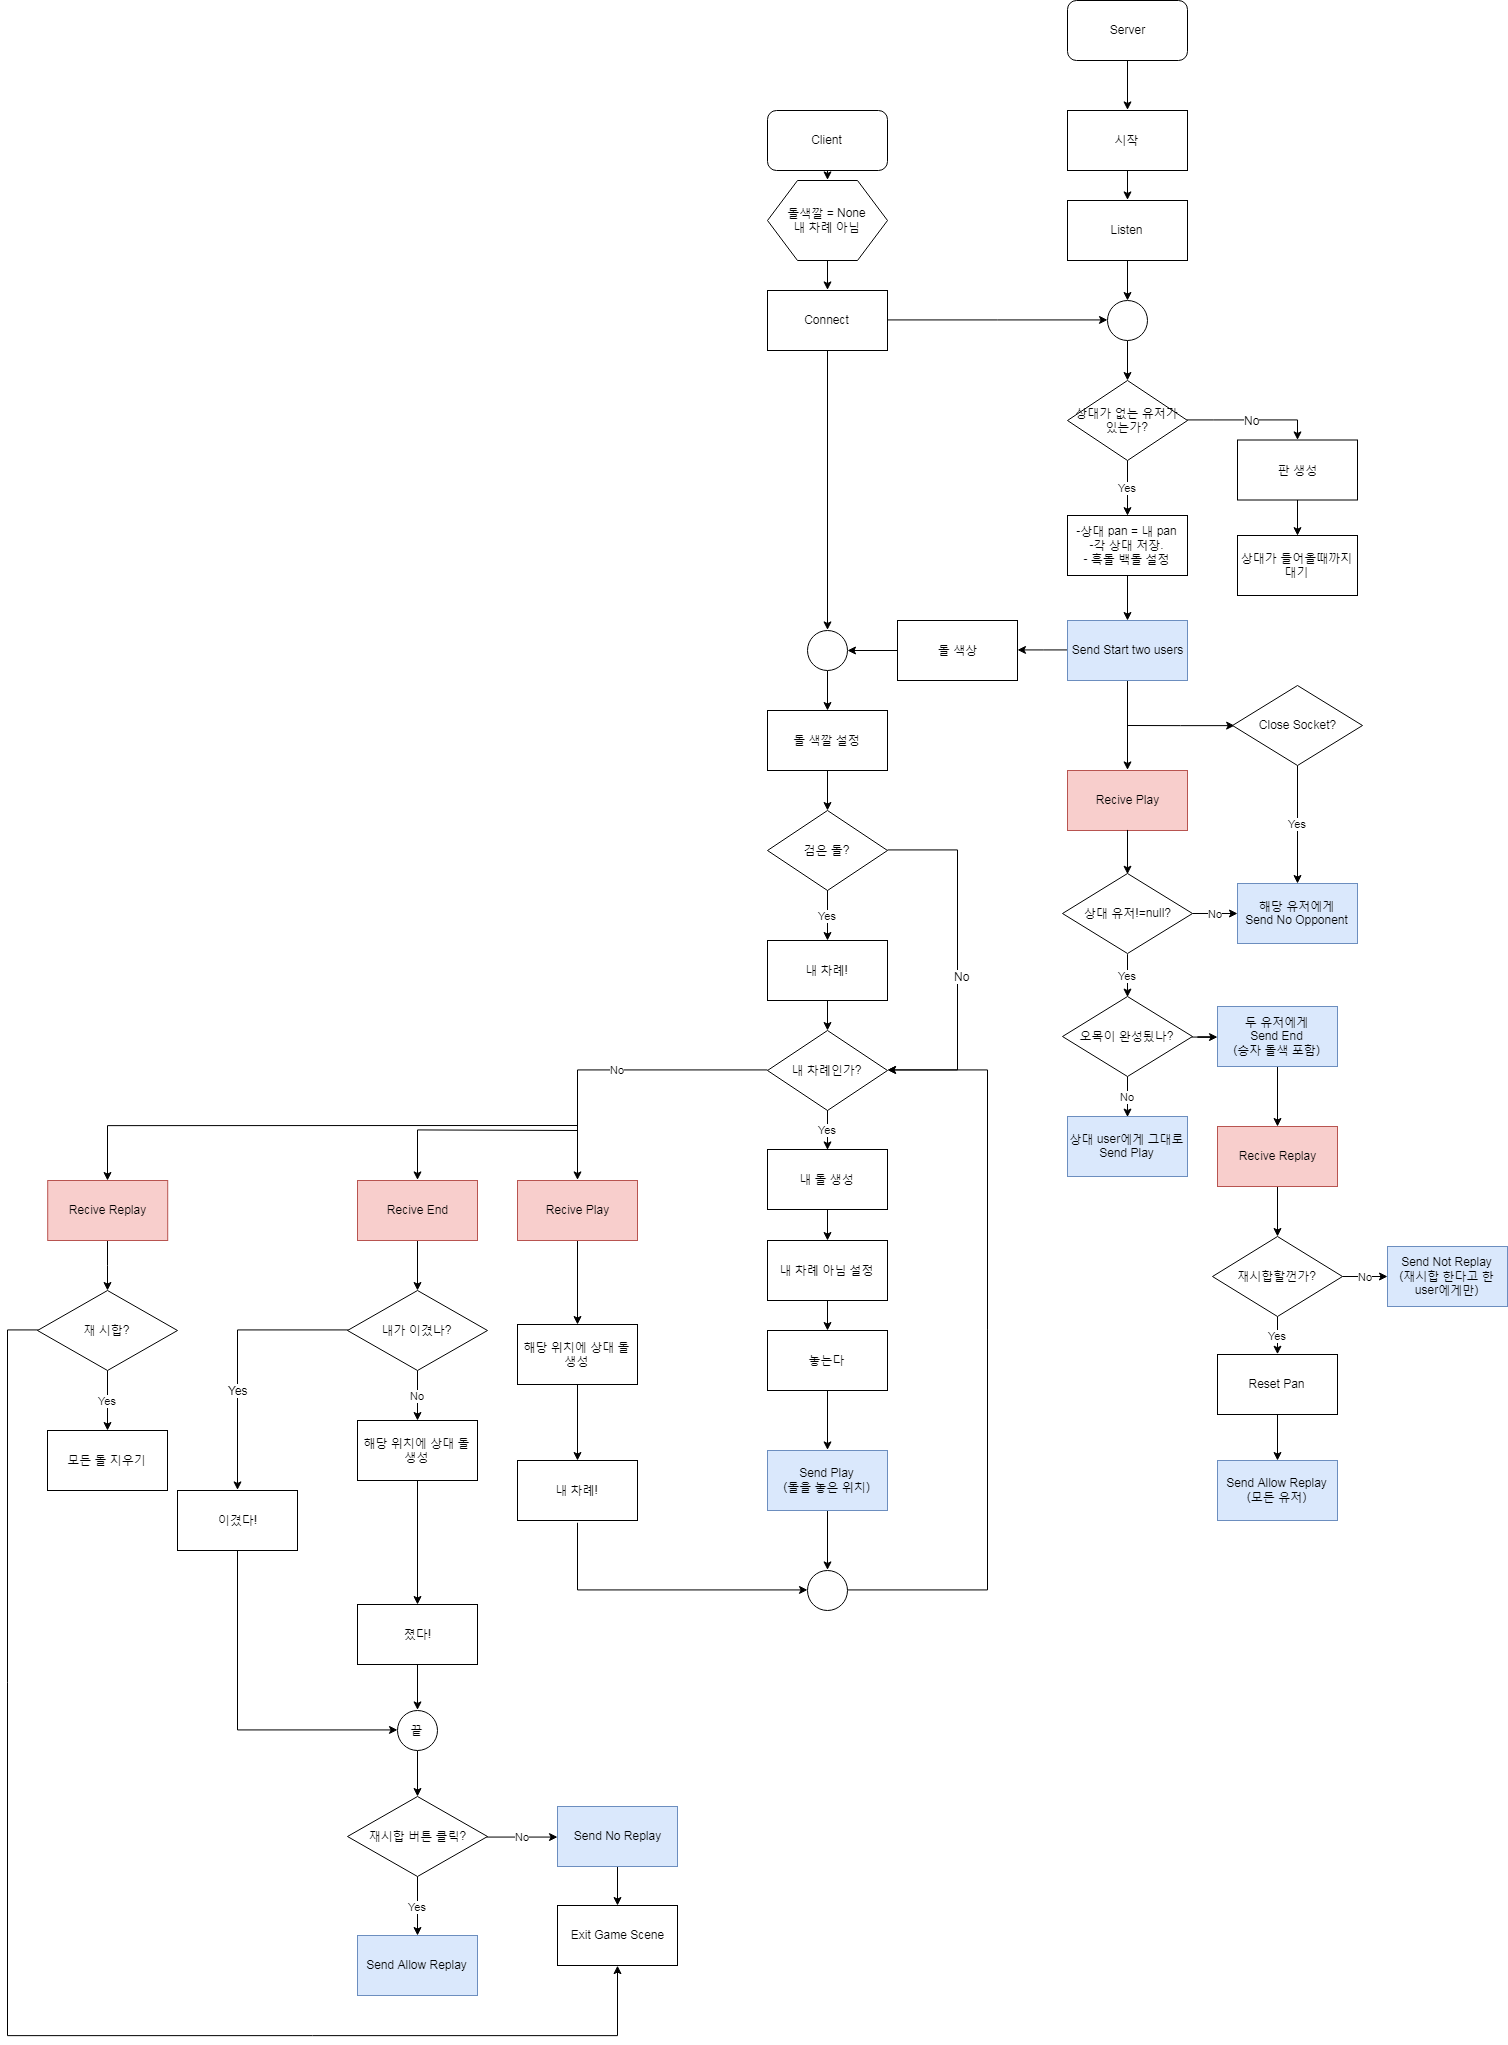 Server
시작
Listen
Client
돌색깔 = None
내 차례 아님
Connect
상대가 없는 유저가
있는가?
No
판 생성
상대가 들어올때까지
대기
Yes
-상대 pan = 내 pan
-각 상대 저장.
- 흑돌 백돌 설정
Send Start two users
돌 색상
돌 색깔 설정
Close Socket?
Yes
Recive Play
상대 유저!=null?
No
해당 유저에게
Send No Opponent
Yes
오목이 완성됬나?
두 유저에게
Send End
(승자 돌색 포함)
No
상대 user에게 그대로
Send Play
Recive Replay
재시합할껀가?
No
Send Not Replay
(재시합 한다고 한
user에게만)
Yes
Reset Pan
Send Allow Replay
(모든 유저)
검은 돌?
Yes
No
내 차례!
내 차례인가?
No
Yes
내 돌 생성
내 차례 아님 설정
놓는다
Send Play
(돌을 놓은 위치)
Recive Replay
재 시합?
Yes
모든 돌 지우기
Recive End
내가 이겼나?
Yes
No
이겼다!
해당 위치에 상대 돌
생성
졌다!
Recive Play
해당 위치에 상대 돌
생성
내 차례!
끝
재시합 버튼 클릭?
No
Send No Replay
Exit Game Scene
Yes
Send Allow Replay